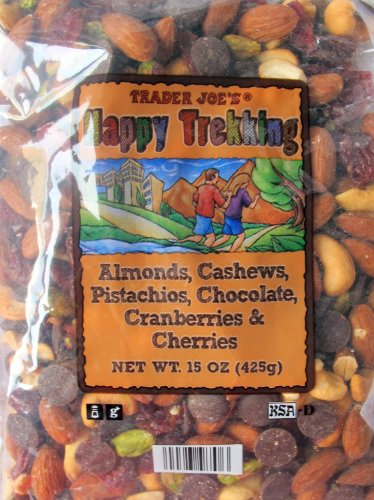 TRADER JOE'S®
Happy Trekking
Almonds, Cashews,
Pistachios, Chocolate,
Cranberries &
Cherries
NET WT. 15 OZ (425g)
g KSA-D